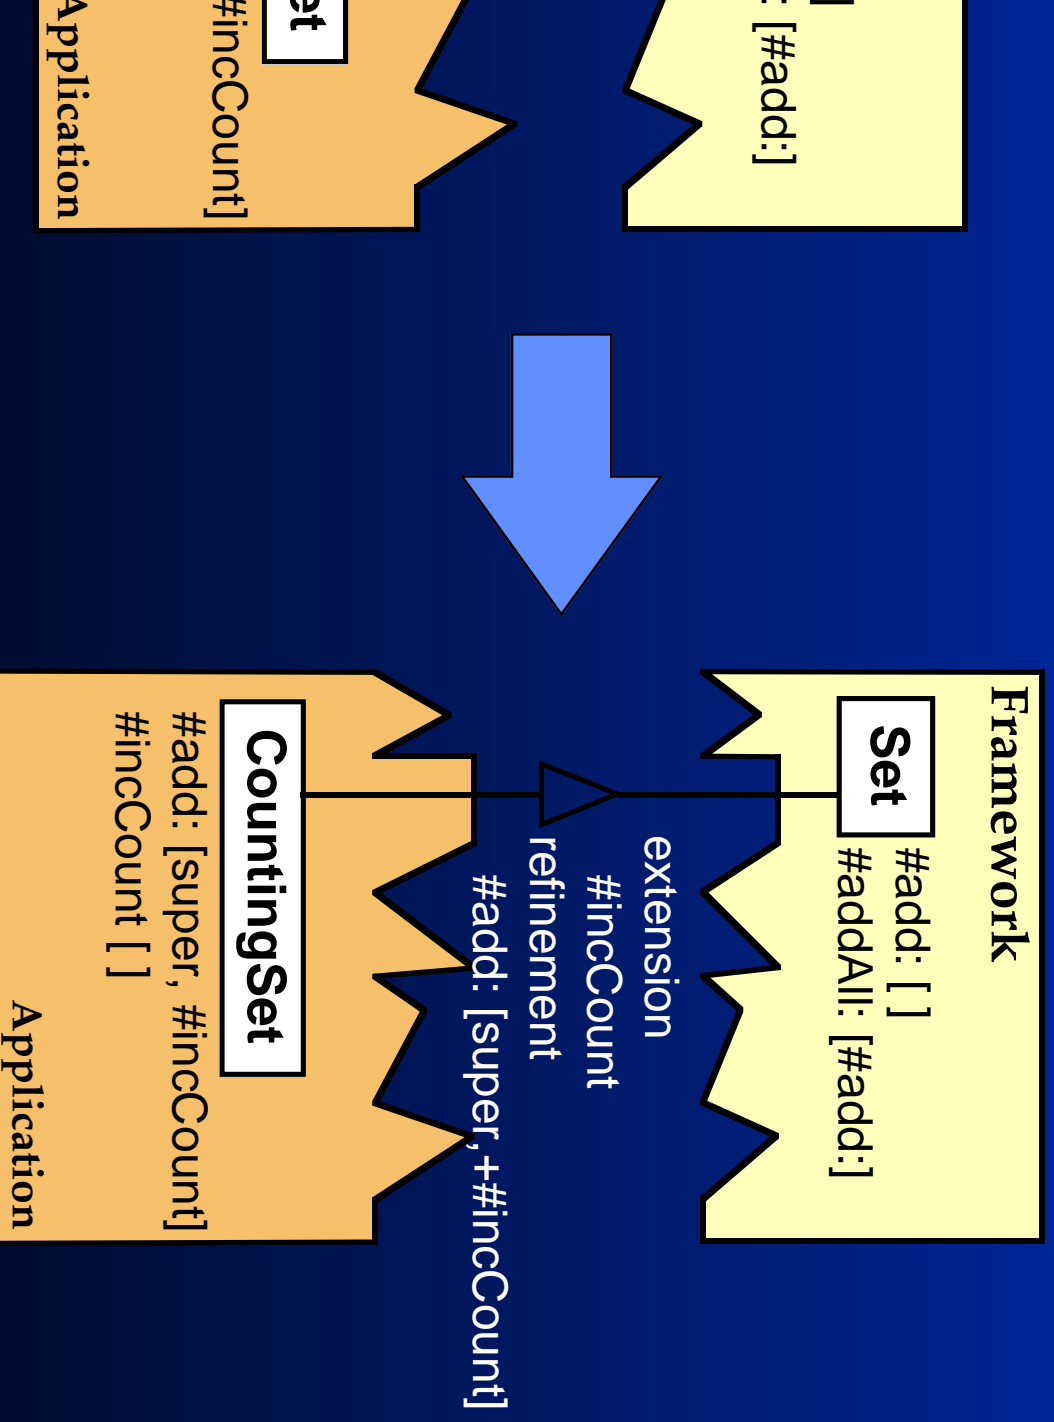 : [#add:]
#incCount]
Application
Framework
Set
#add: [ ]
#addAll: [#add:]
extension
#incCount
refinement
#add: [super,+#incCount]
CountingSet
#add: [super, #incCount]
#incCount [ ]
Application